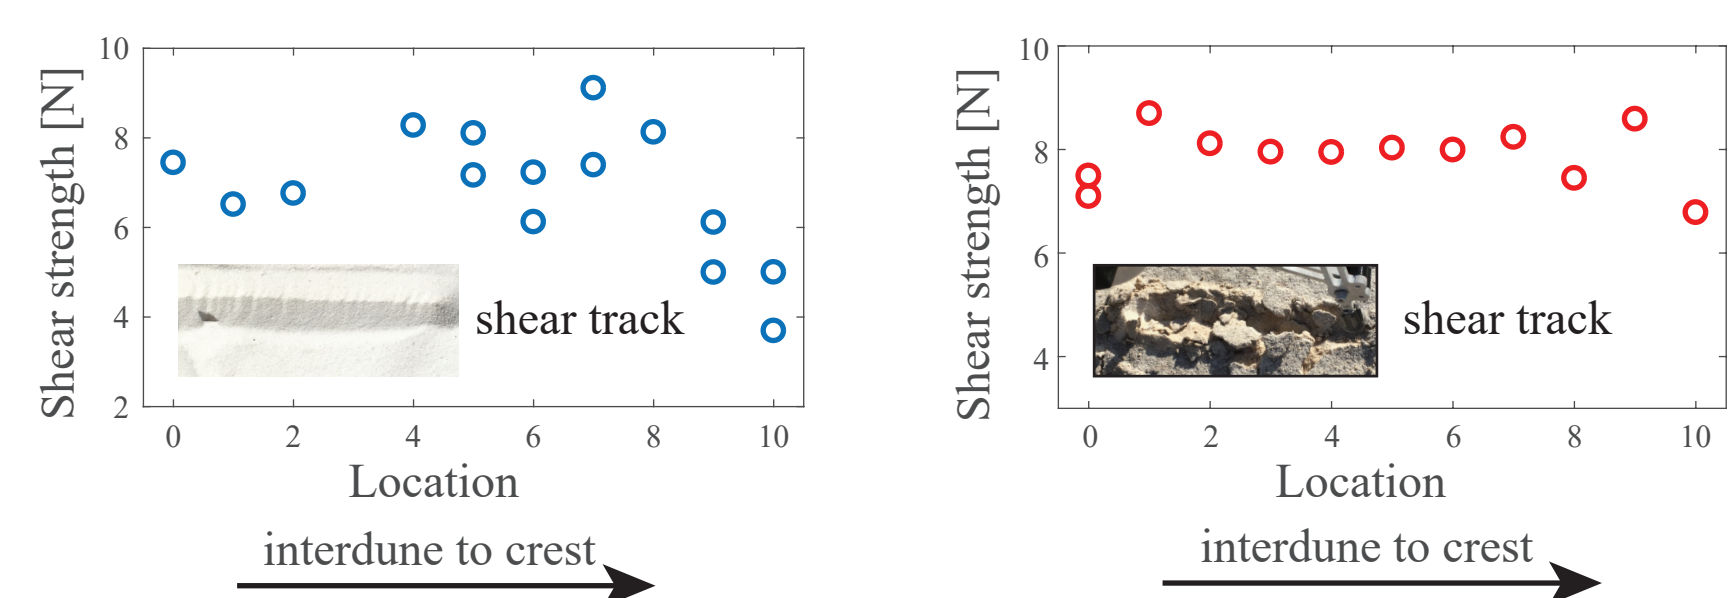 Shear strength [N]
10
8
6
4
2
shear track
0 2 4 6 8 10
Location
interdune to crest
Shear strength [N]
10
8
6
4
shear track
0 2 4 6 8 10
Location
interdune to crest